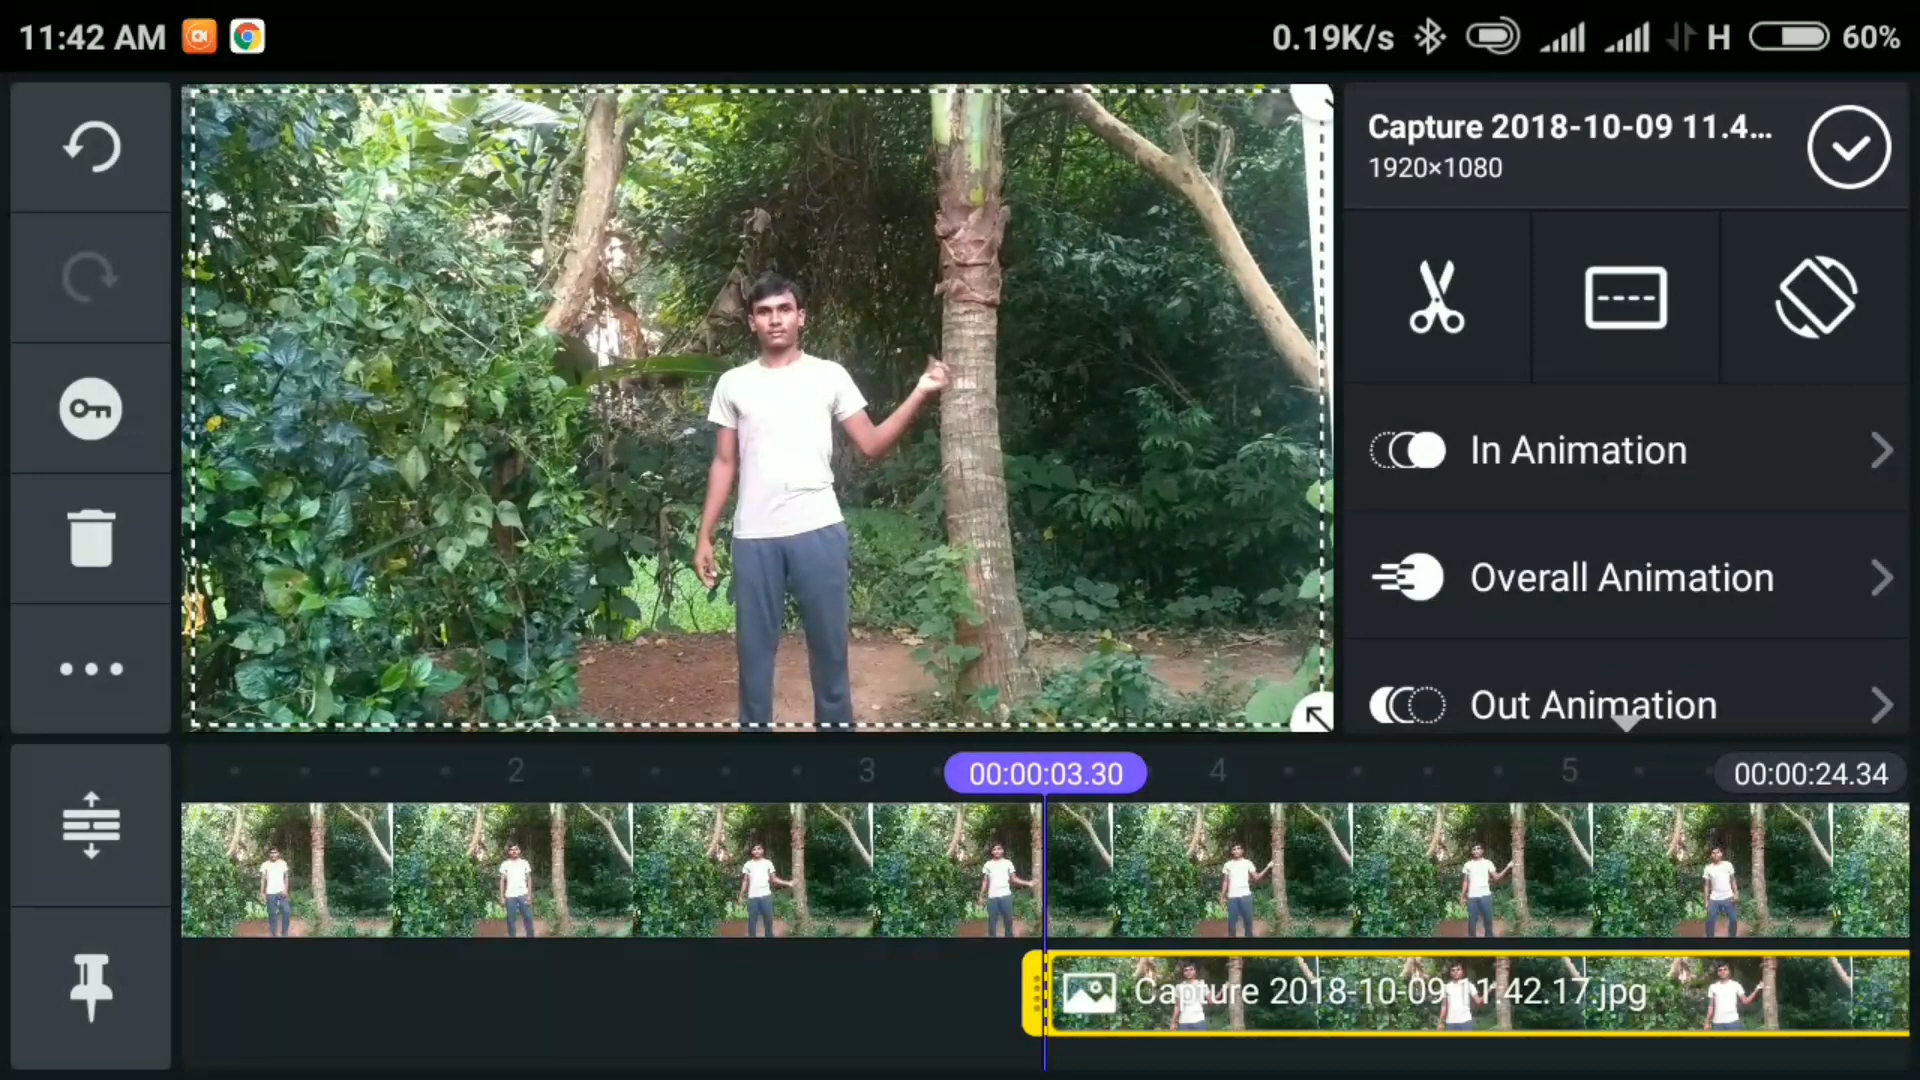 11:42 AM
0.19K/s
H
60%
Capture 2018-10-09 11.4...
1920×1080
In Animation
Overall Animation
Out Animation
2
3
00:00:03.30
4
5
00:00:24.34
Capture 2018-10-09 11.42.17.jpg